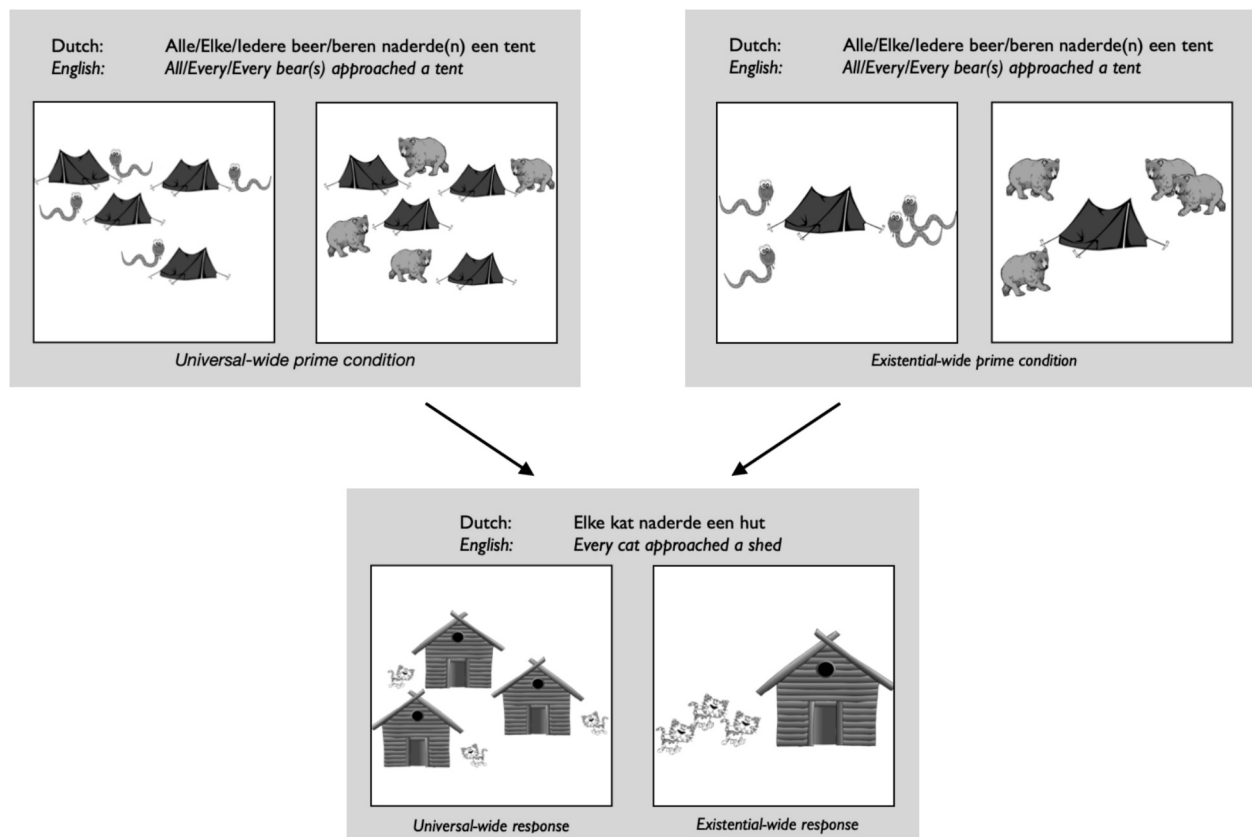 Dutch: Alle/Elke/Iedere beer/beren naderde(n) een tent
English: All/Every/Every bear(s) approached a tent
Universal-wide prime condition
Dutch: Alle/Elke/Iedere beer/beren naderde(n) een tent
English: All/Every/Every bear(s) approached a tent
Existential-wide prime condition
Dutch: Elke kat naderde een hut
English: Every cat approached a shed
Universal-wide response
Existential-wide response